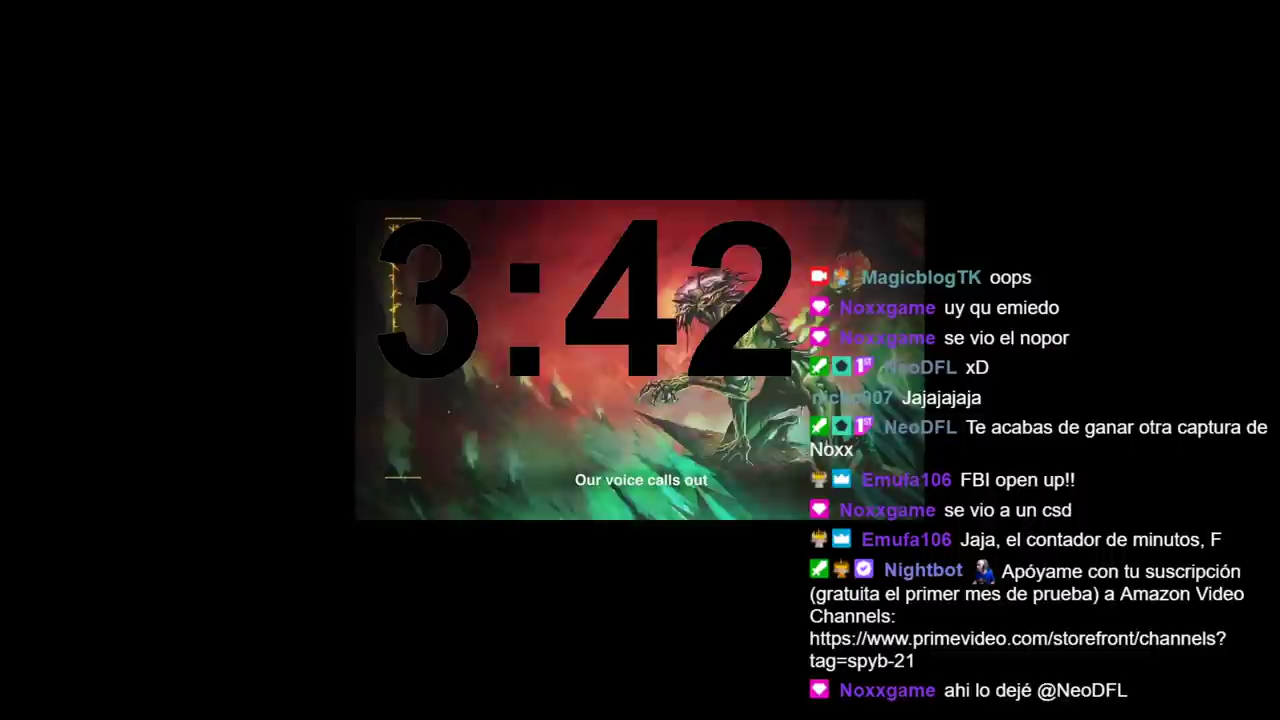 3:42
Our voice calls out
MagicblogTK oops
Noxxgame uy qu emiedo
Noxxgame se vio el nopor
NeoDFL xD
Jajajajaja
NeoDFL Te acabas de ganar otra captura de
Noxx
Emufa106 FBI open up!!
Noxxgame se vio a un csd
Emufa106 Jaja, el contador de minutos, F
Nightbot Apóyame con tu suscripción
(gratuita el primer mes de prueba) a Amazon Video
Channels:
https://www.primevideo.com/storefront/channels?
tag=spyb-21
Noxxgame ahi lo dejé @NeoDFL